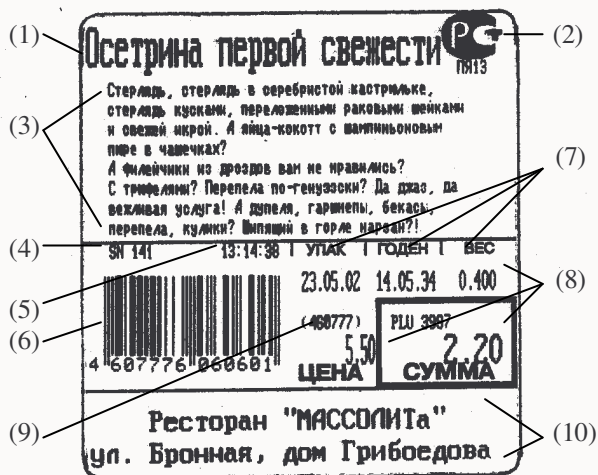 (1)
Осетрина первой свежести
РС
ПЯ13
(2)
(3)
Стерлядь, стерлядь в серебристой кастрюльке,
стерлядь кусками, переложенными раковыми шейками
и свежей икрой. А яйца-кокотт с шампиньоновым
пюре в чашечках?
А филейчики из дроздов вам не нравились?
С трюфелями? Перепела по-генуэзски? Да джаз, да
вежливая услуга! А дупеля, гаршнепы, бекасы,
перепела, кулики? Шипящий в горле нарзан?!
(7)
(4)
SN 141 13:14:38 | УПАК | ГОДЕН | ВЕС
(5)
23.05.02 14.05.34 0.400
(8)
(6)
(460777) PLU 3907
5.50 2.20
4 607776 060601
ЦЕНА СУММА
(9)
Ресторан "МАССОЛИТа"
ул. Бронная, дом Грибоедова
(10)